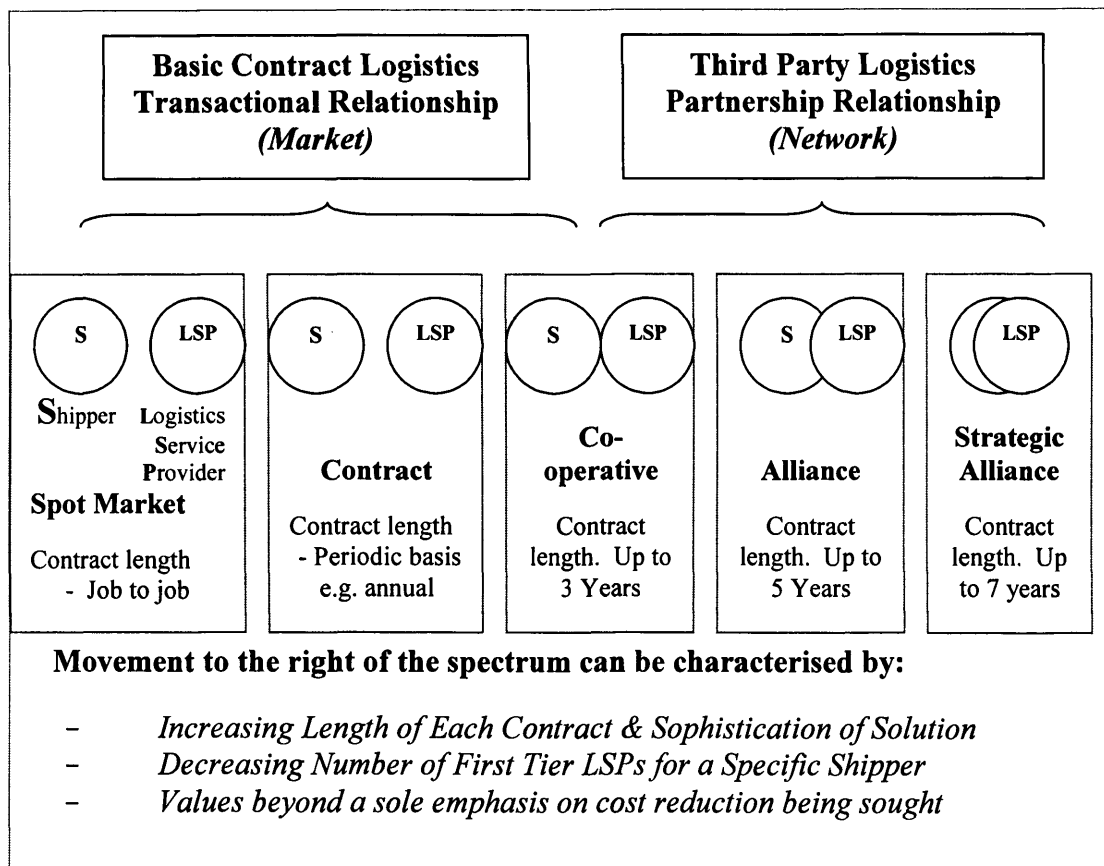 Basic Contract Logistics
Transactional Relationship
(Market)
Third Party Logistics
Partnership Relationship
(Network)
S
LSP
Shipper
Logistics
Service
Provider
Spot Market
Contract length
- Job to job
S
LSP
Contract
Contract length
- Periodic basis
e.g. annual
S
LSP
Co-
operative
Contract
length. Up to
3 Years
S
LSP
Alliance
Contract
length. Up to
5 Years
LSP
Strategic
Alliance
Contract
length. Up
to 7 years
Movement to the right of the spectrum can be characterised by:
- Increasing Length of Each Contract & Sophistication of Solution
- Decreasing Number of First Tier LSPs for a Specific Shipper
- Values beyond a sole emphasis on cost reduction being sought